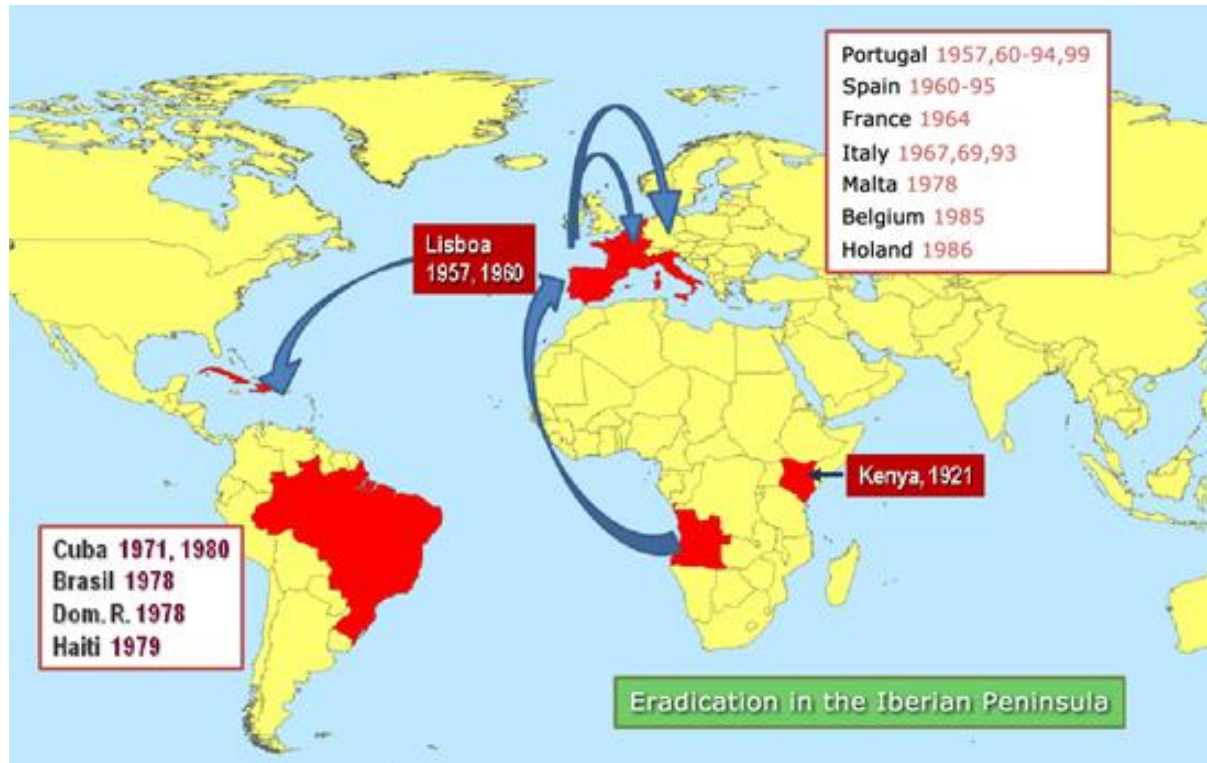 Portugal 1957,60-94,99
Spain 1960-95
France 1964
Italy 1967,69,93
Malta 1978
Belgium 1985
Holand 1986
Lisboa
1957, 1960
Kenya, 1921
Cuba 1971, 1980
Brasil 1978
Dom. R. 1978
Haiti 1979
Eradication in the Iberian Peninsula